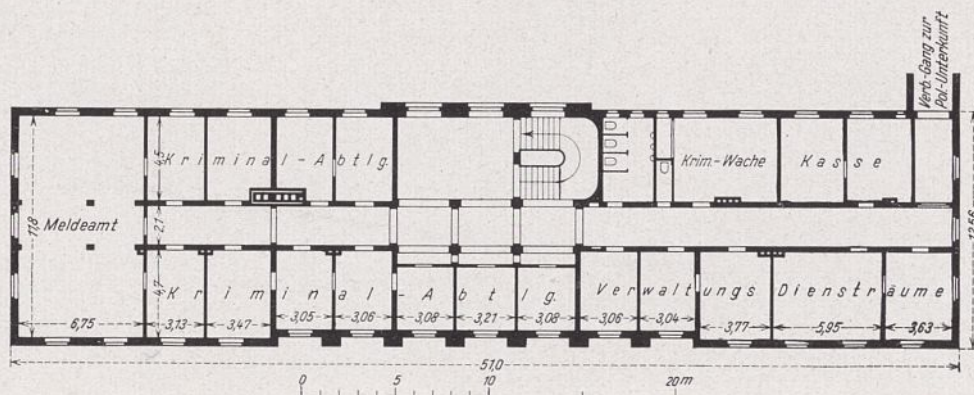 Verb.-Gang zur
Pol.-Unterkunft
Kriminal-Abtlg.
Krim.-Wache
Kasse
4,5
2,1
11,8
Meldeamt
12,66
4,7
Kriminal-Abtlg.
Verwaltungs Diensträume
6,75
3,13
3,47
3,05
3,06
3,08
3,21
3,08
3,06
3,04
3,77
5,95
3,63
51,0
0 5 10 20m